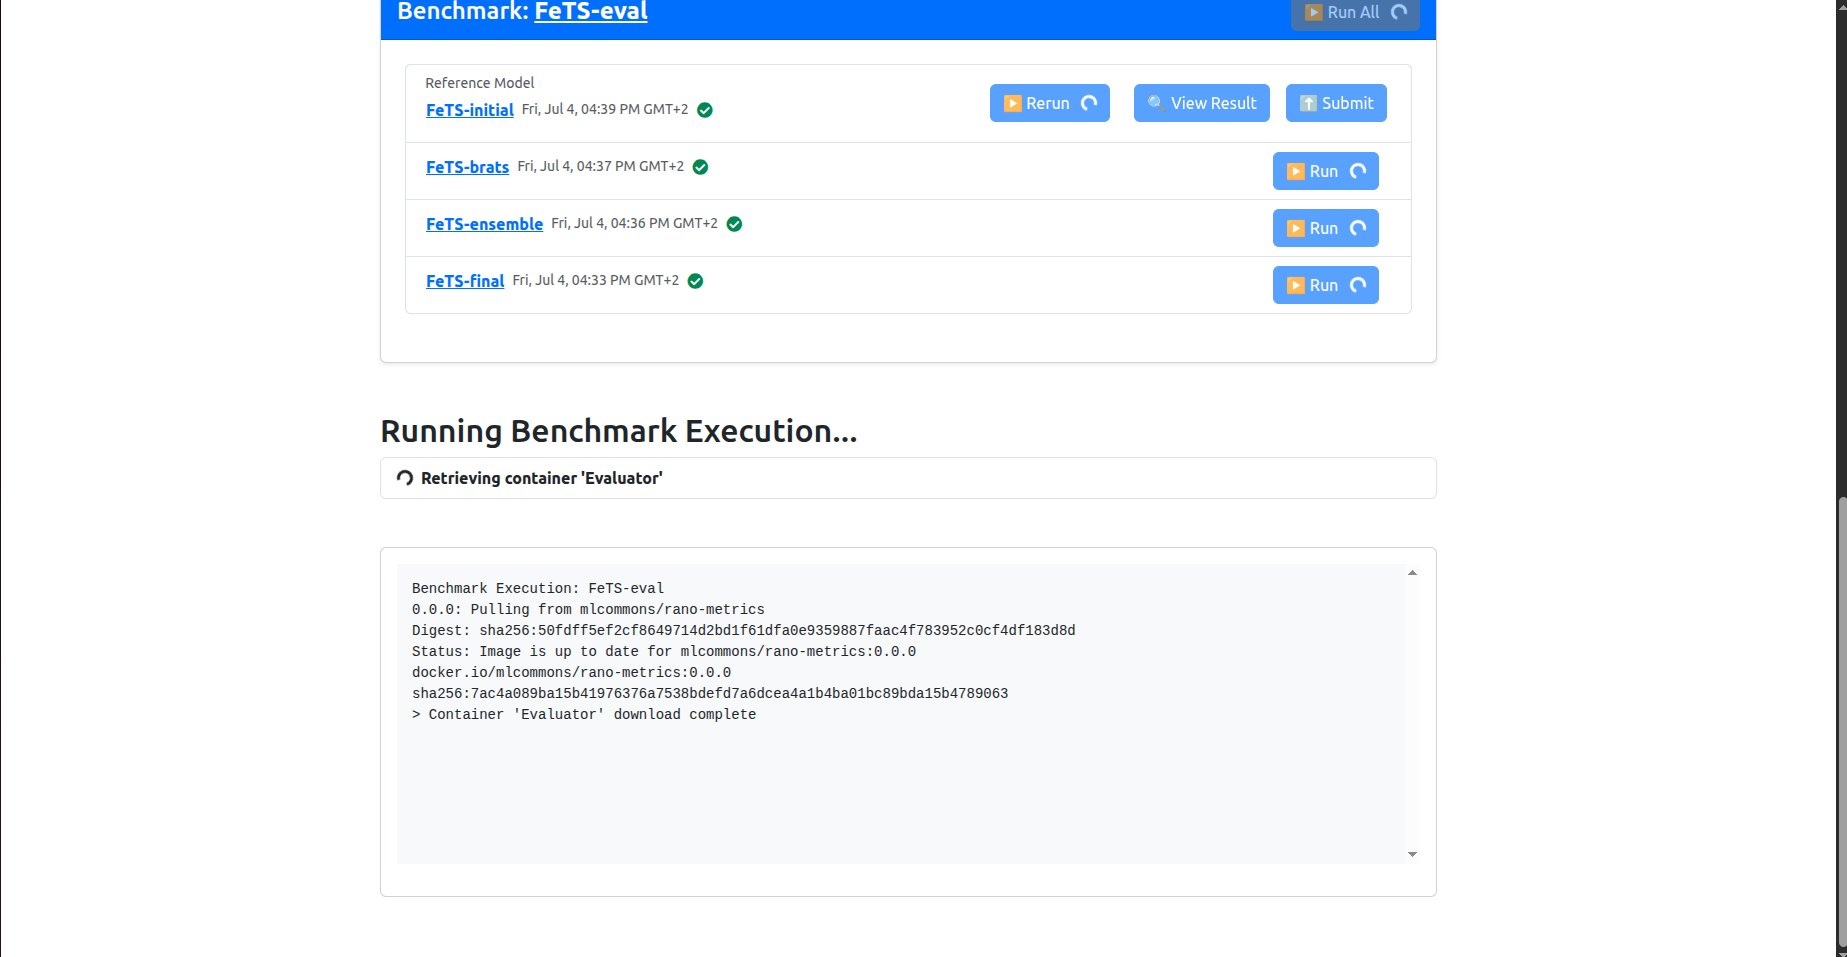 Benchmark: FeTS-eval
Run All
Reference Model
FeTS-initial Fri, Jul 4, 04:39 PM GMT+2
Rerun
View Result
Submit
FeTS-brats Fri, Jul 4, 04:37 PM GMT+2
Run
FeTS-ensemble Fri, Jul 4, 04:36 PM GMT+2
Run
FeTS-final Fri, Jul 4, 04:33 PM GMT+2
Run
Running Benchmark Execution...
Retrieving container 'Evaluator'
Benchmark Execution: FeTS-eval
0.0.0: Pulling from mlcommons/rano-metrics
Digest: sha256:50fdff5ef2cf8649714d2bd1f61dfa0e9359887faac4f783952c0cf4df183d8d
Status: Image is up to date for mlcommons/rano-metrics:0.0.0
docker.io/mlcommons/rano-metrics:0.0.0
sha256:7ac4a089ba15b41976376a7538bdefd7a6dcea4a1b4ba01bc89bda15b4789063
> Container 'Evaluator' download complete